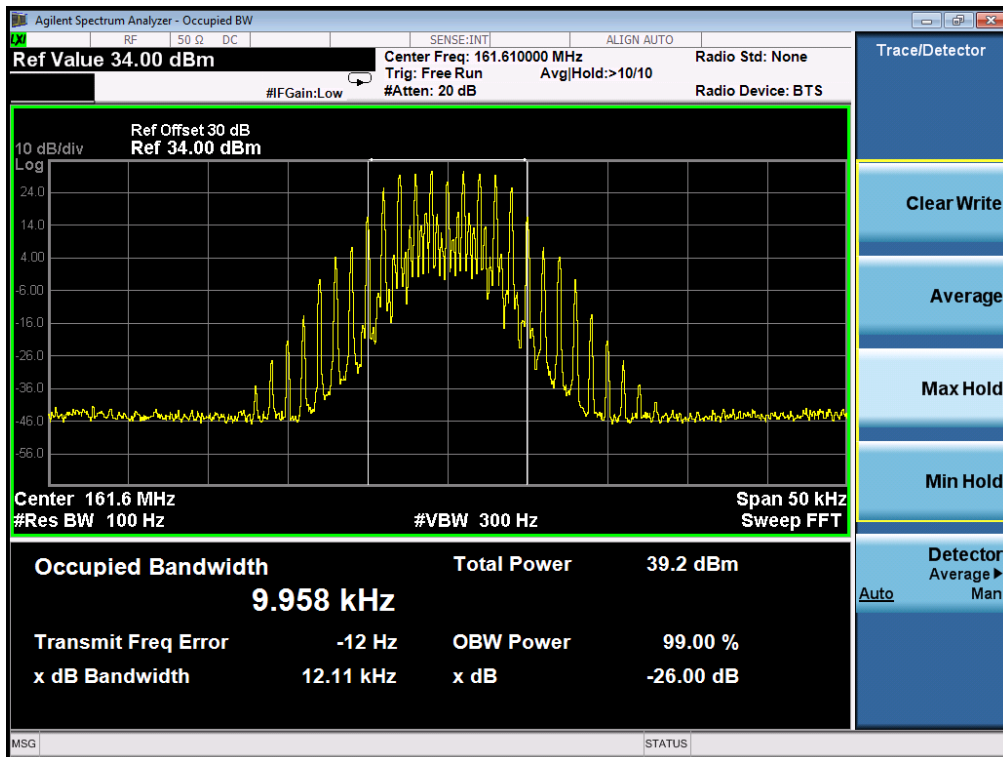 Agilent Spectrum Analyzer - Occupied BW
LXI RF 50 Ω DC SENSE:INT ALIGN AUTO
Ref Value 34.00 dBm
Center Freq: 161.610000 MHz
Radio Std: None
Trig: Free Run
Avg|Hold:>10/10
#IFGain:Low
#Atten: 20 dB
Radio Device: BTS
Ref Offset 30 dB
10 dB/div
Ref 34.00 dBm
Log
24.0
14.0
4.00
-6.00
-16.0
-26.0
-36.0
-46.0
-56.0
Center 161.6 MHz
Span 50 kHz
#Res BW 100 Hz
#VBW 300 Hz
Sweep FFT
Occupied Bandwidth
9.958 kHz
Total Power 39.2 dBm
Transmit Freq Error -12 Hz
OBW Power 99.00 %
x dB Bandwidth 12.11 kHz
x dB -26.00 dB
MSG
STATUS
Trace/Detector
Clear Write
Average
Max Hold
Min Hold
Detector
Average▶
Auto Man